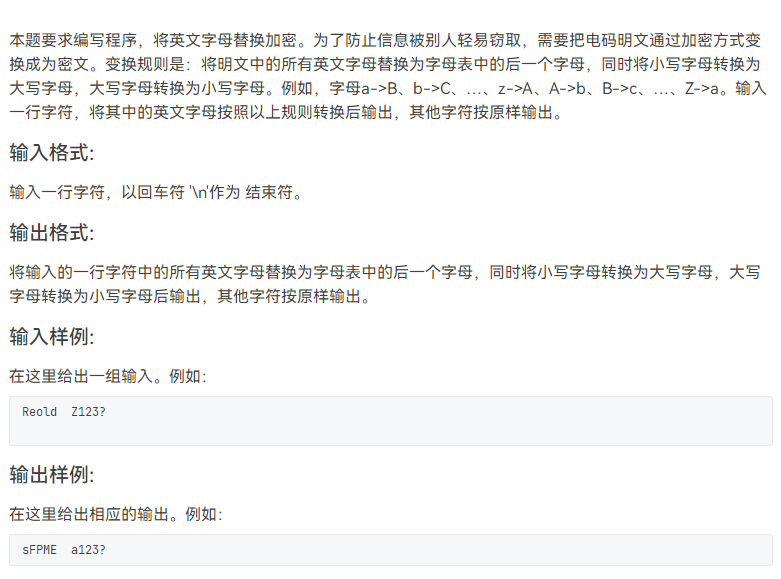 本题要求编写程序，将英文字母替换加密。为了防止信息被别人轻易窃取，需要把电码明文通过加密方式变
换成为密文。变换规则是：将明文中的所有英文字母替换为字母表中的后一个字母，同时将小写字母转换为
大写字母，大写字母转换为小写字母。例如，字母a->B、b->C、…、z->A、A->b、B->c、…、Z->a。输入
一行字符，将其中的英文字母按照以上规则转换后输出，其他字符按原样输出。
输入格式:
输入一行字符，以回车符 '\n'作为 结束符。
输出格式:
将输入的一行字符中的所有英文字母替换为字母表中的后一个字母，同时将小写字母转换为大写字母，大写
字母转换为小写字母后输出，其他字符按原样输出。
输入样例:
在这里给出一组输入。例如：
Reold  Z123?
输出样例:
在这里给出相应的输出。例如：
sFPME  a123?